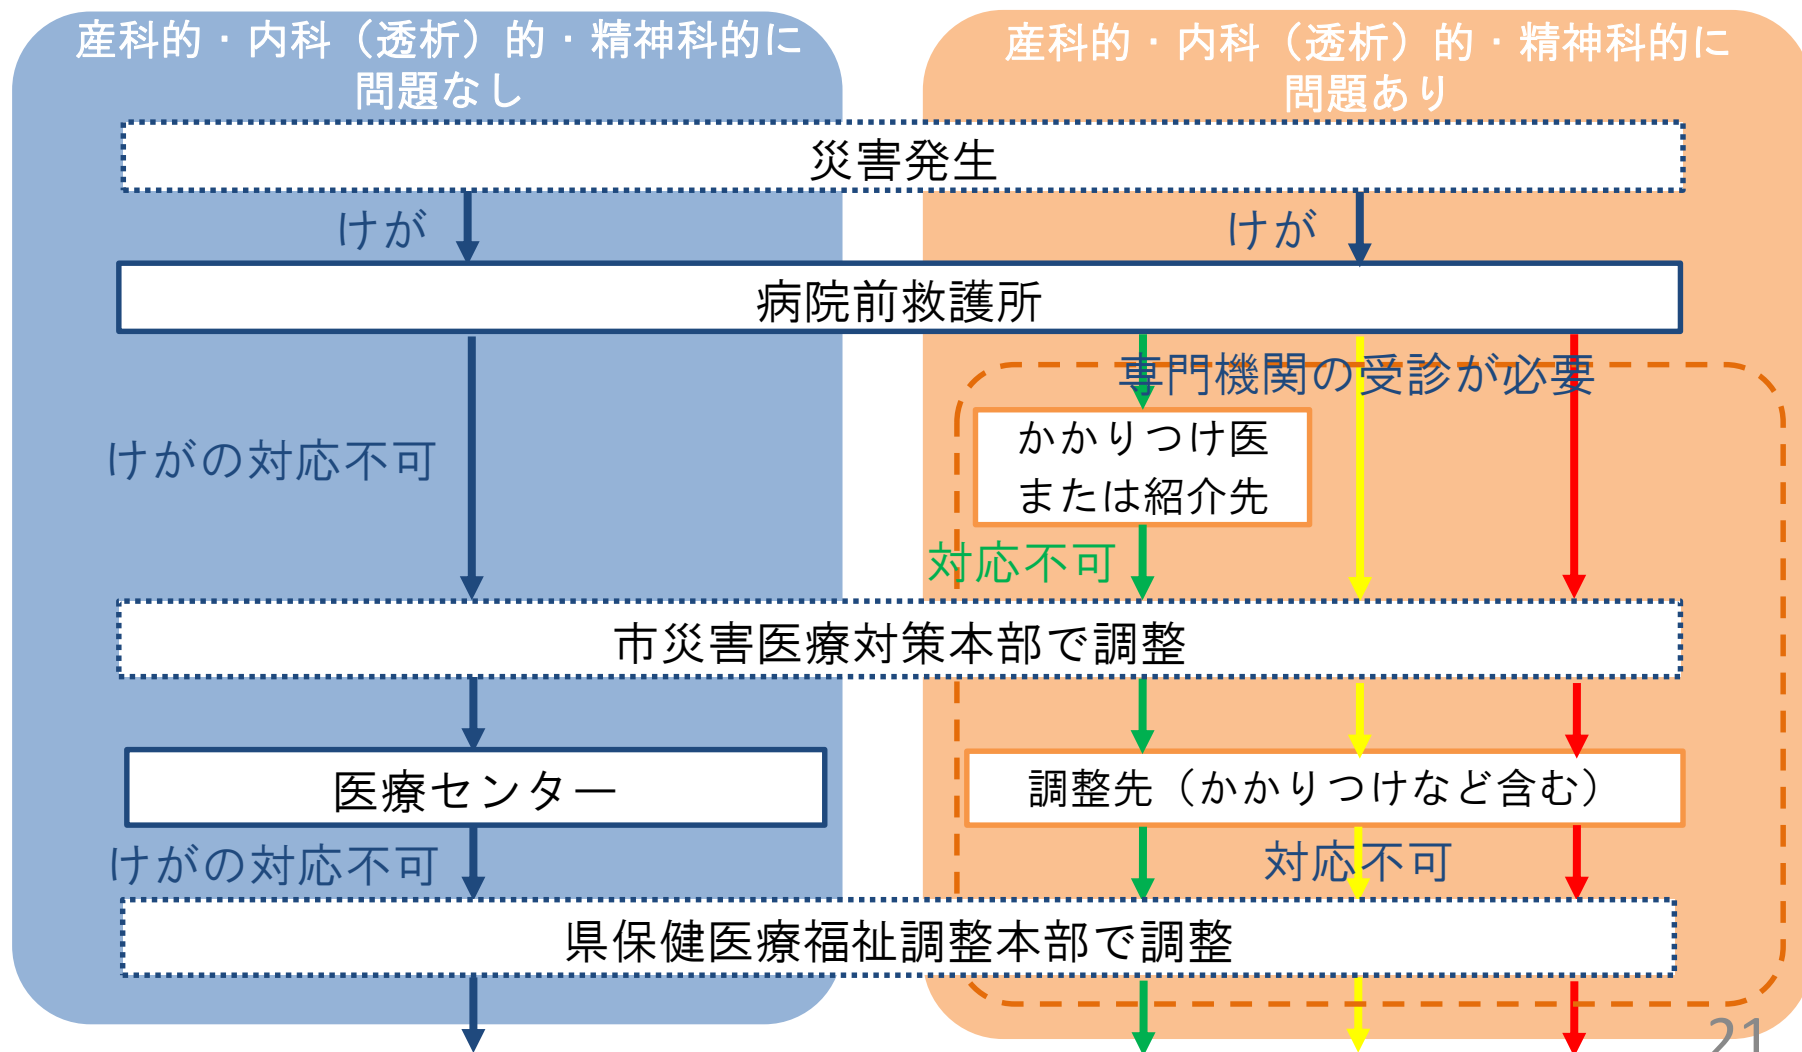 産科的・内科（透析）的・精神科的に
問題なし
産科的・内科（透析）的・精神科的に
問題あり
災害発生
けが
けが
病院前救護所
専門機関の受診が必要
かかりつけ医
または紹介先
けがの対応不可
対応不可
市災害医療対策本部で調整
医療センター
調整先（かかりつけなど含む）
けがの対応不可
対応不可
県保健医療福祉調整本部で調整
21